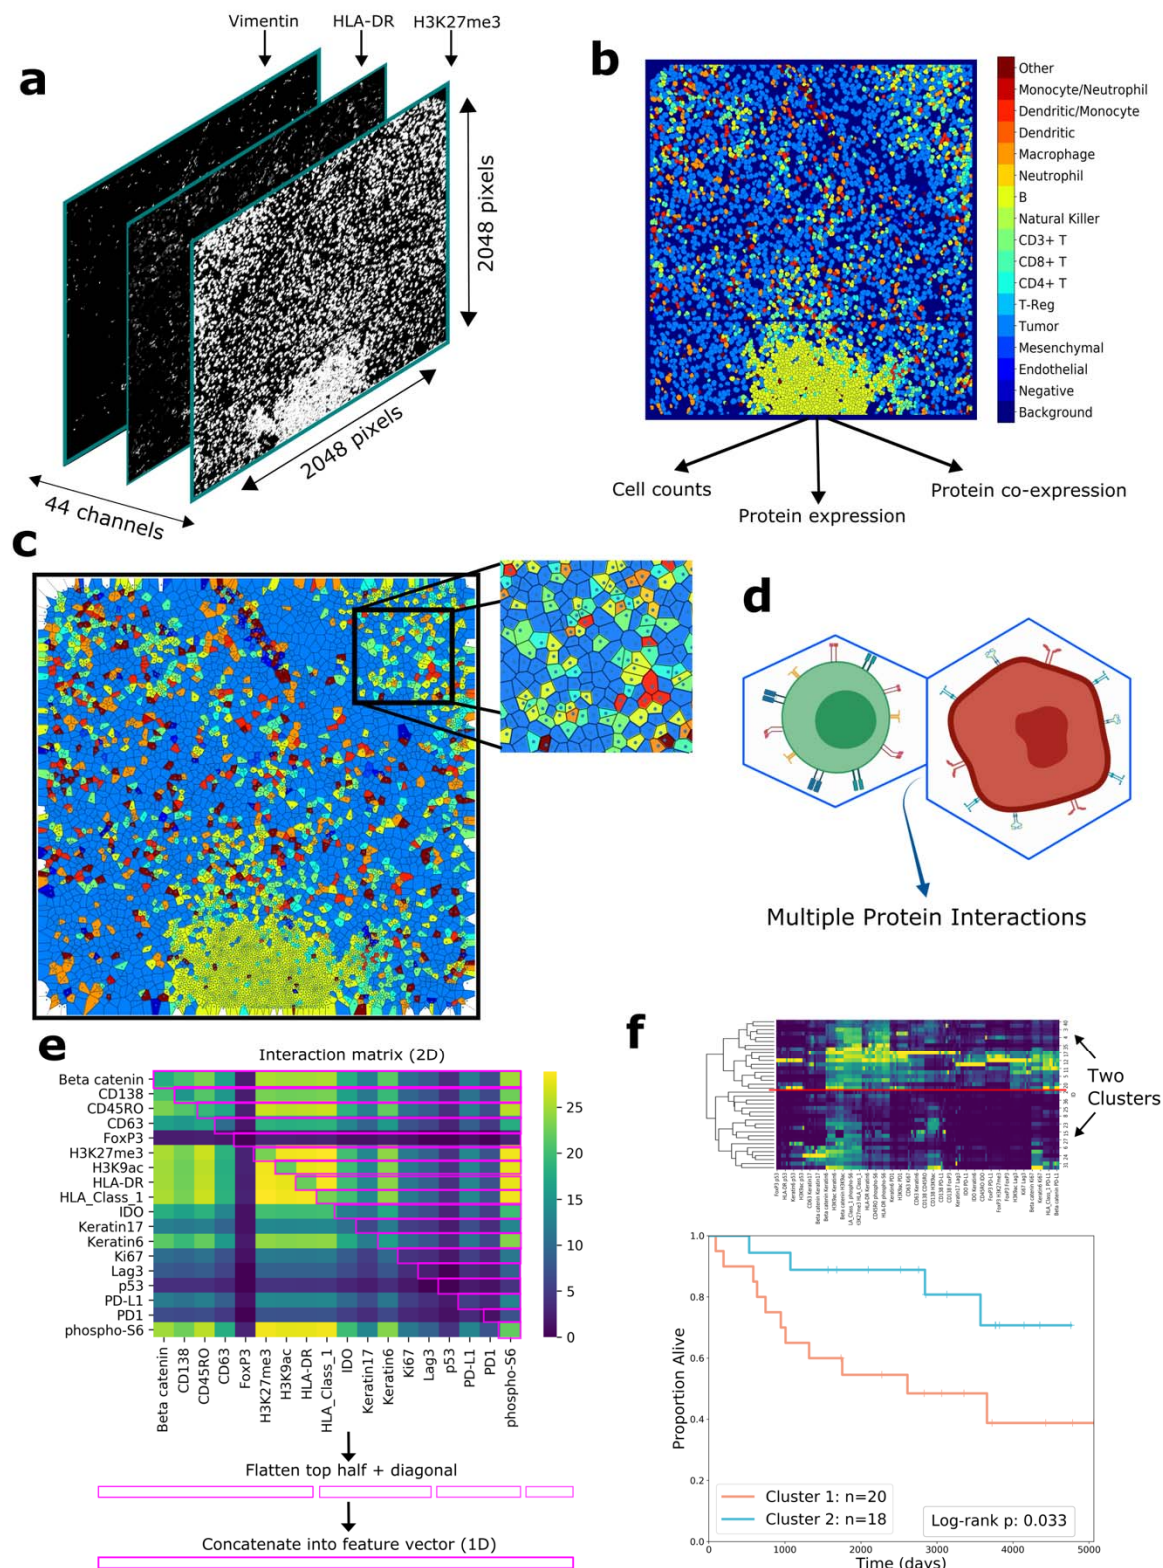 a
Vimentin
HLA-DR
H3K27me3
2048 pixels
2048 pixels
44 channels
b
Other
Monocyte/Neutrophil
Dendritic/Monocyte
Dendritic
Macrophage
Neutrophil
B
Natural Killer
CD3+ T
CD8+ T
CD4+ T
T-Reg
Tumor
Mesenchymal
Endothelial
Negative
Background
Cell counts
Protein expression
Protein co-expression
c
d
Multiple Protein Interactions
e
Interaction matrix (2D)
Beta catenin
CD138
CD45RO
CD63
FoxP3
H3K27me3
H3K9ac
HLA-DR
HLA_Class_1
IDO
Keratin17
Keratin6
Ki67
Lag3
p53
PD-L1
PD1
phospho-S6
25
20
15
10
5
0
Beta catenin
CD138
CD45RO
CD63
FoxP3
H3K27me3
H3K9ac
HLA-DR
HLA_Class_1
IDO
Keratin17
Keratin6
Ki67
Lag3
p53
PD-L1
PD1
phospho-S6
Flatten top half + diagonal
Concatenate into feature vector (1D)
f
Two
Clusters
Proportion Alive
1.0
0.8
0.6
0.4
0.2
0.0
Cluster 1: n=20
Cluster 2: n=18
Log-rank p: 0.033
0
1000
2000
3000
4000
5000
Time (days)